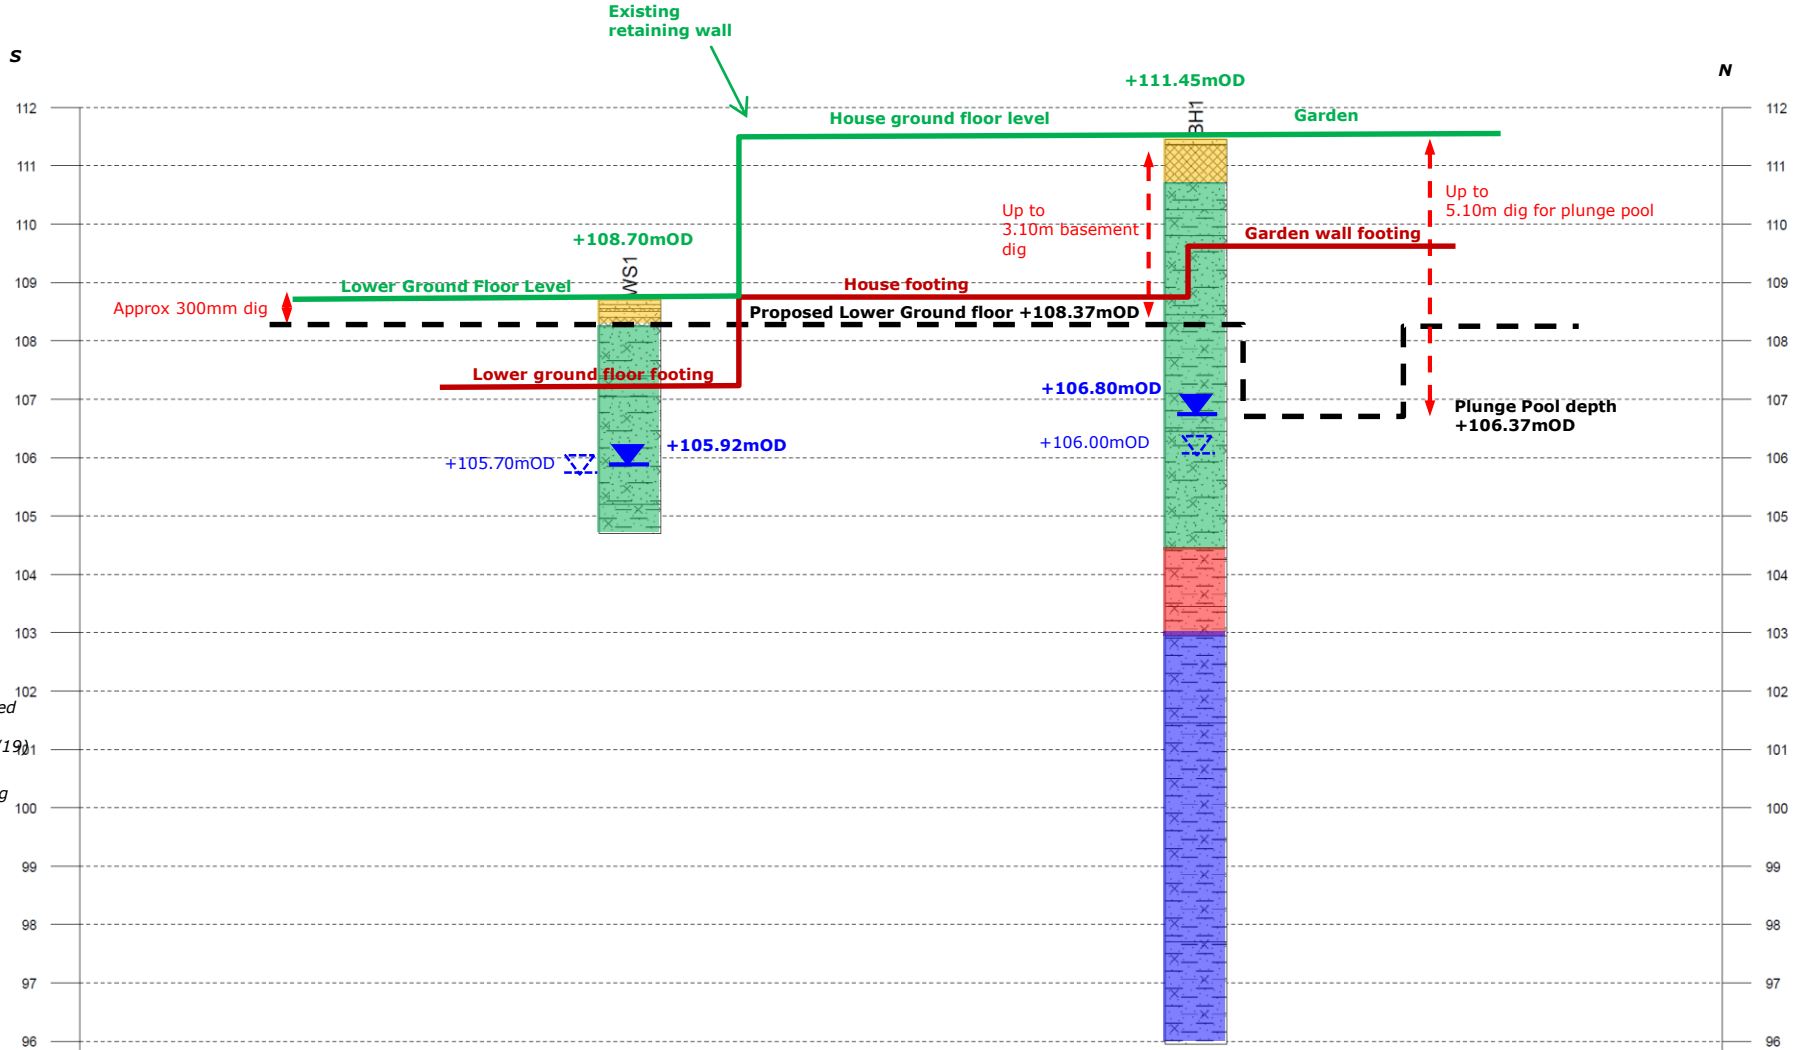 Existing
retaining wall
S
N
+111.45mOD
BH1
112
112
House ground floor level
Garden
111
111
Up to
5.10m dig for plunge pool
Up to
3.10m basement
dig
110
110
+108.70mOD
WS1
Garden wall footing
109
109
Lower Ground Floor Level
House footing
Approx 300mm dig
Proposed Lower Ground floor +108.37mOD
108
108
Lower ground floor footing
+106.80mOD
107
107
Plunge Pool depth
+106.37mOD
+105.92mOD
+106.00mOD
+105.70mOD
106
106
105
105
104
104
103
103
102
102
ed
/19)
101
101
g
100
100
99
99
98
98
97
97
96
96